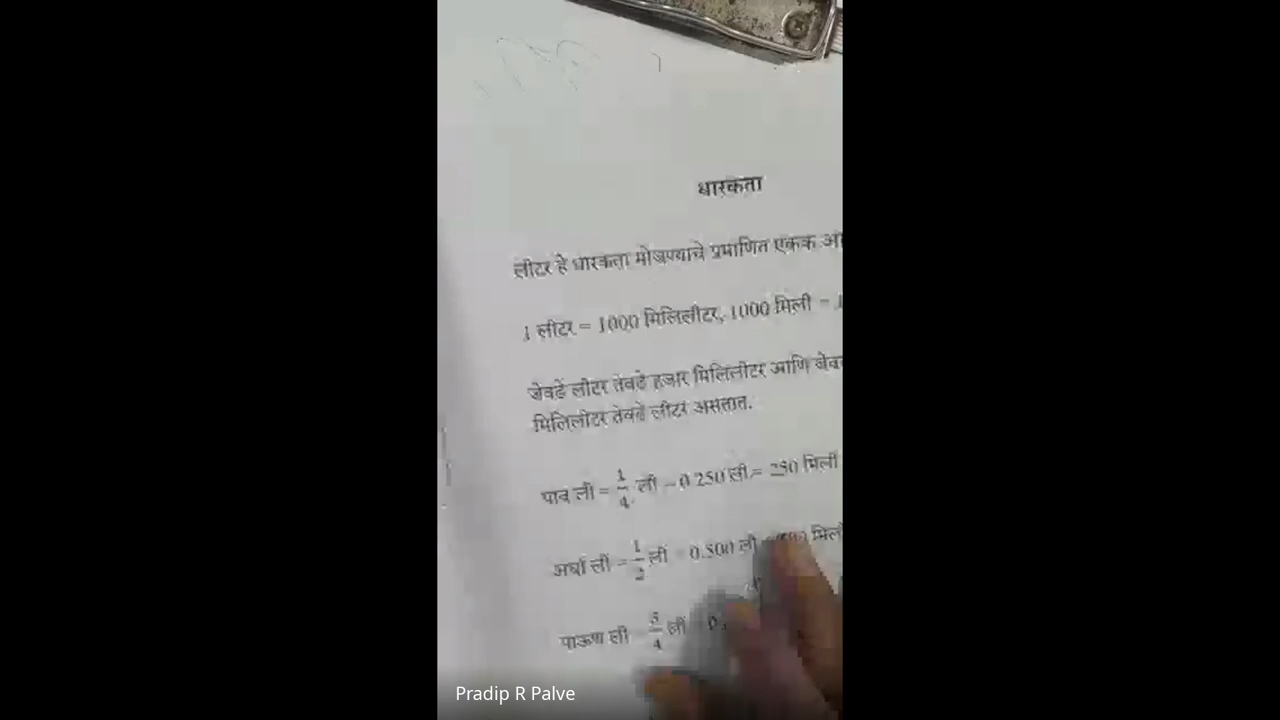 धारकता
लीटर हे धारकता मोजण्याचे प्रमाणित एकक
1 लीटर = 1000 मिलिलीटर, 1000 मिली =
जेवढे लीटर तेवढे हजार मिलिलीटर आणि
मिलिलीटर तेवढे लीटर असतात.
पाव ली = 1/4 ली = 0.250 ली = 250 मिली
अर्धा ली = 1/2 ली = 0.500 ली = 500 मिली
पाऊण ली = 3/4 ली
Pradip R Palve